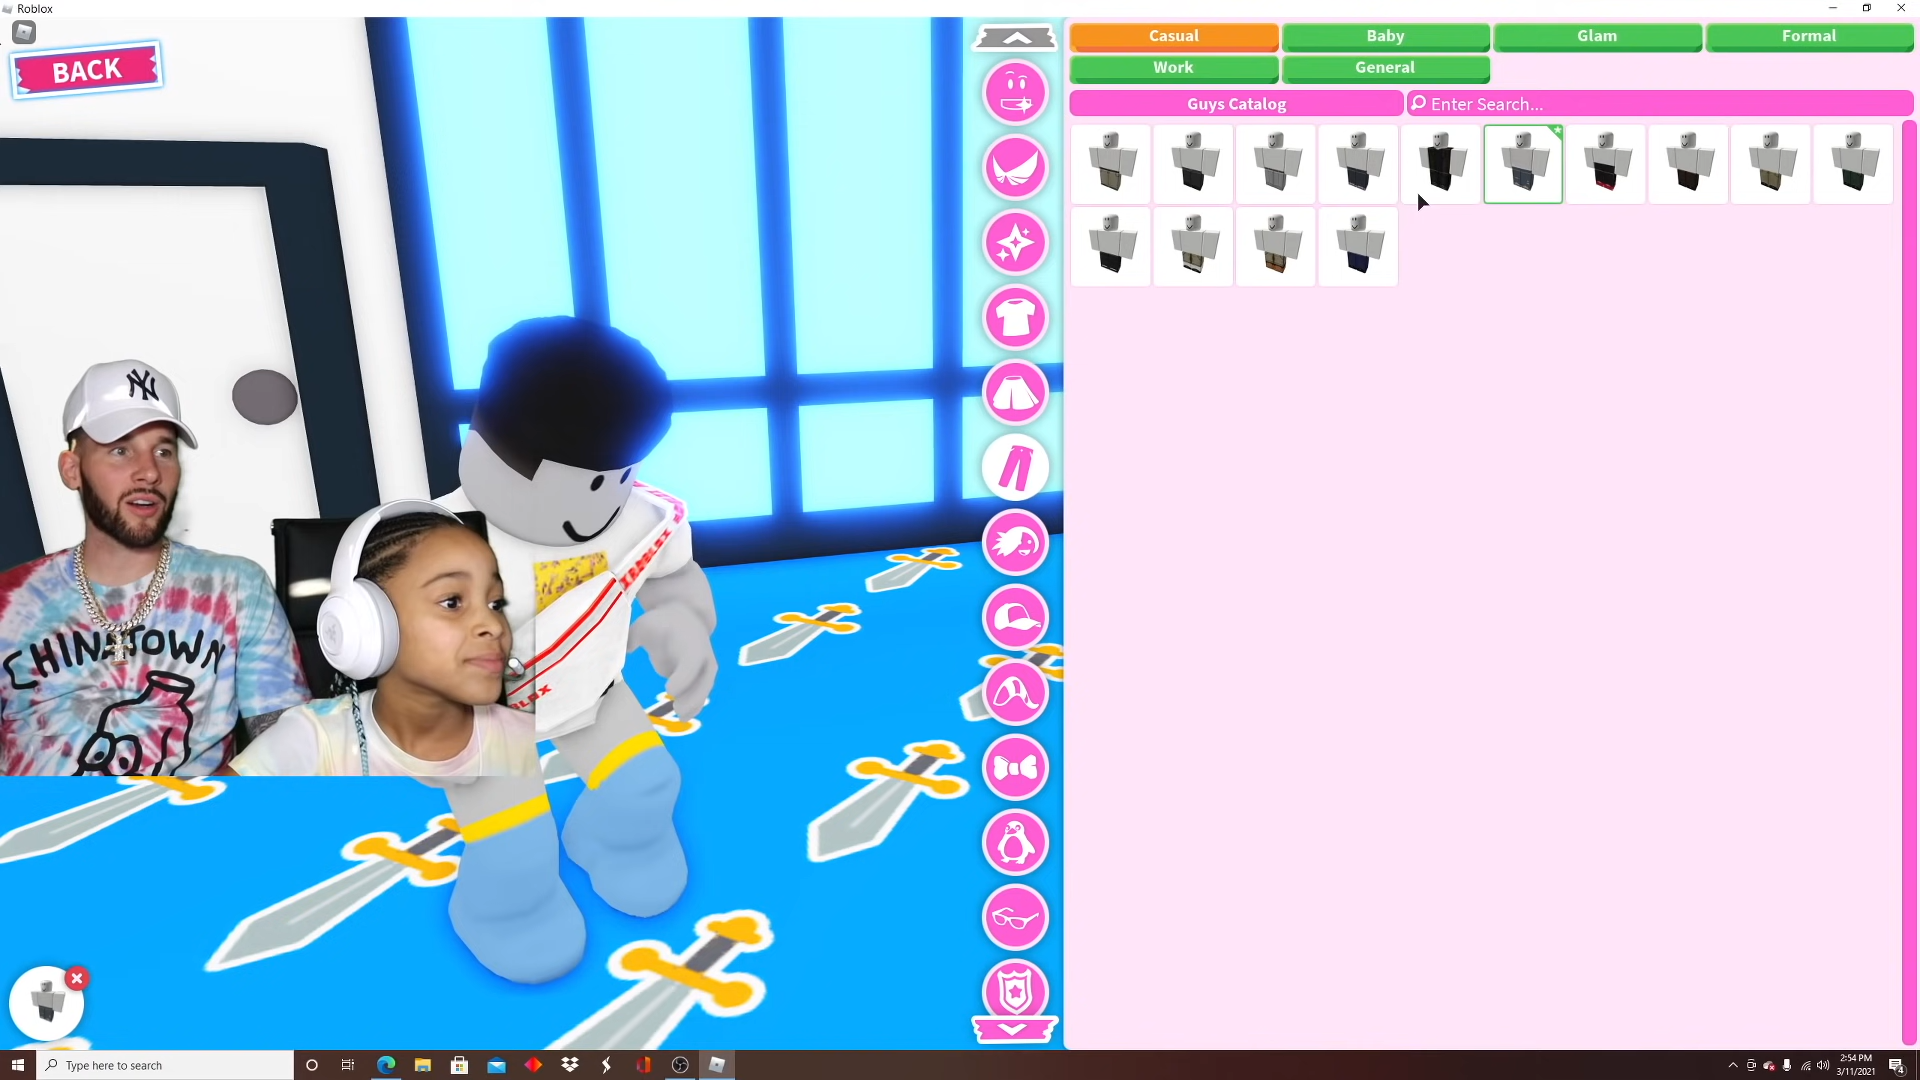 Roblox
BACK
Casual
Baby
Glam
Formal
Work
General
Guys Catalog
Enter Search...
NY
CHINATOWN
Type here to search
2:54 PM
3/11/2021
4